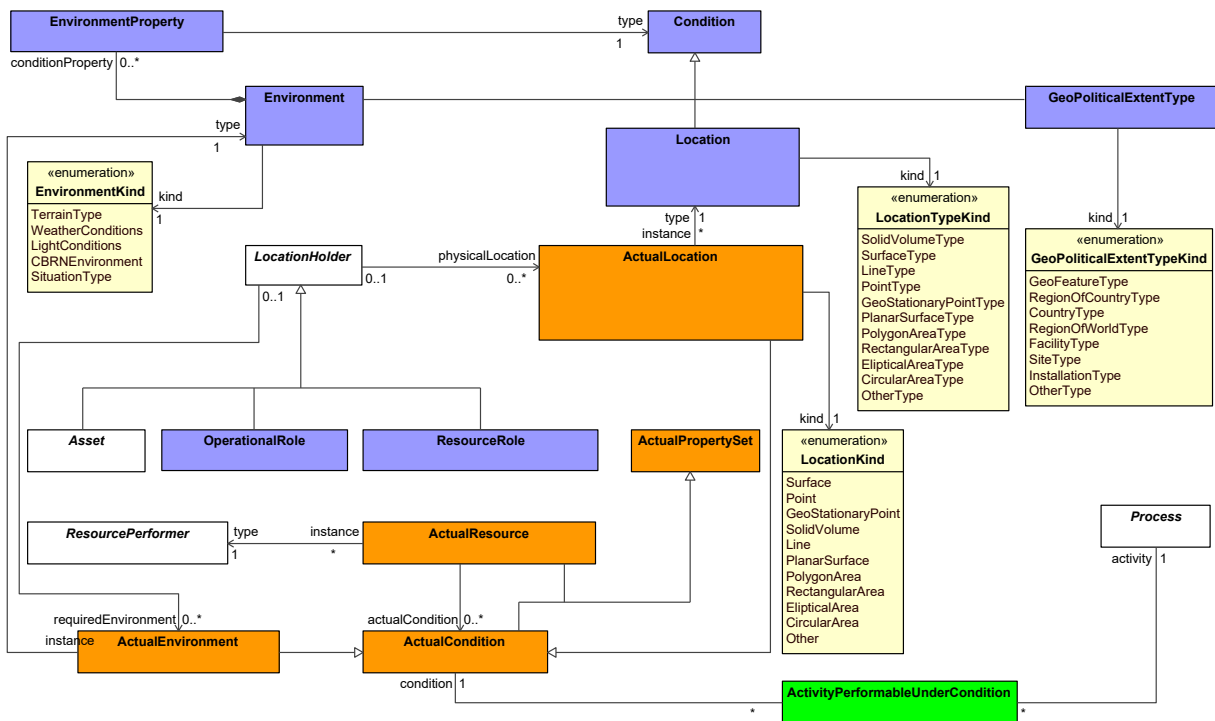 EnvironmentProperty
type
1
Condition
conditionProperty
0..*
Environment
GeoPoliticalExtentType
type
1
Location
«enumeration»
EnvironmentKind
TerrainType
WeatherConditions
LightConditions
CBRNEnvironment
SituationType
kind
1
kind
1
«enumeration»
LocationTypeKind
SolidVolumeType
SurfaceType
LineType
PointType
GeoStationaryPointType
PlanarSurfaceType
PolygonAreaType
RectangularAreaType
ElipticalAreaType
CircularAreaType
OtherType
kind
1
«enumeration»
GeoPoliticalExtentTypeKind
GeoFeatureType
RegionOfCountryType
CountryType
RegionOfWorldType
FacilityType
SiteType
InstallationType
OtherType
type
1
instance
*
LocationHolder
0..1
0..1
physicalLocation
0..*
ActualLocation
Asset
OperationalRole
ResourceRole
ActualPropertySet
kind
1
«enumeration»
LocationKind
Surface
Point
GeoStationaryPoint
SolidVolume
Line
PlanarSurface
PolygonArea
RectangularArea
ElipticalArea
CircularArea
Other
Process
activity
1
ResourcePerformer
type
1
instance
*
ActualResource
requiredEnvironment
0..*
actualCondition
0..*
instance
ActualEnvironment
ActualCondition
condition
1
*
ActivityPerformableUnderCondition
*